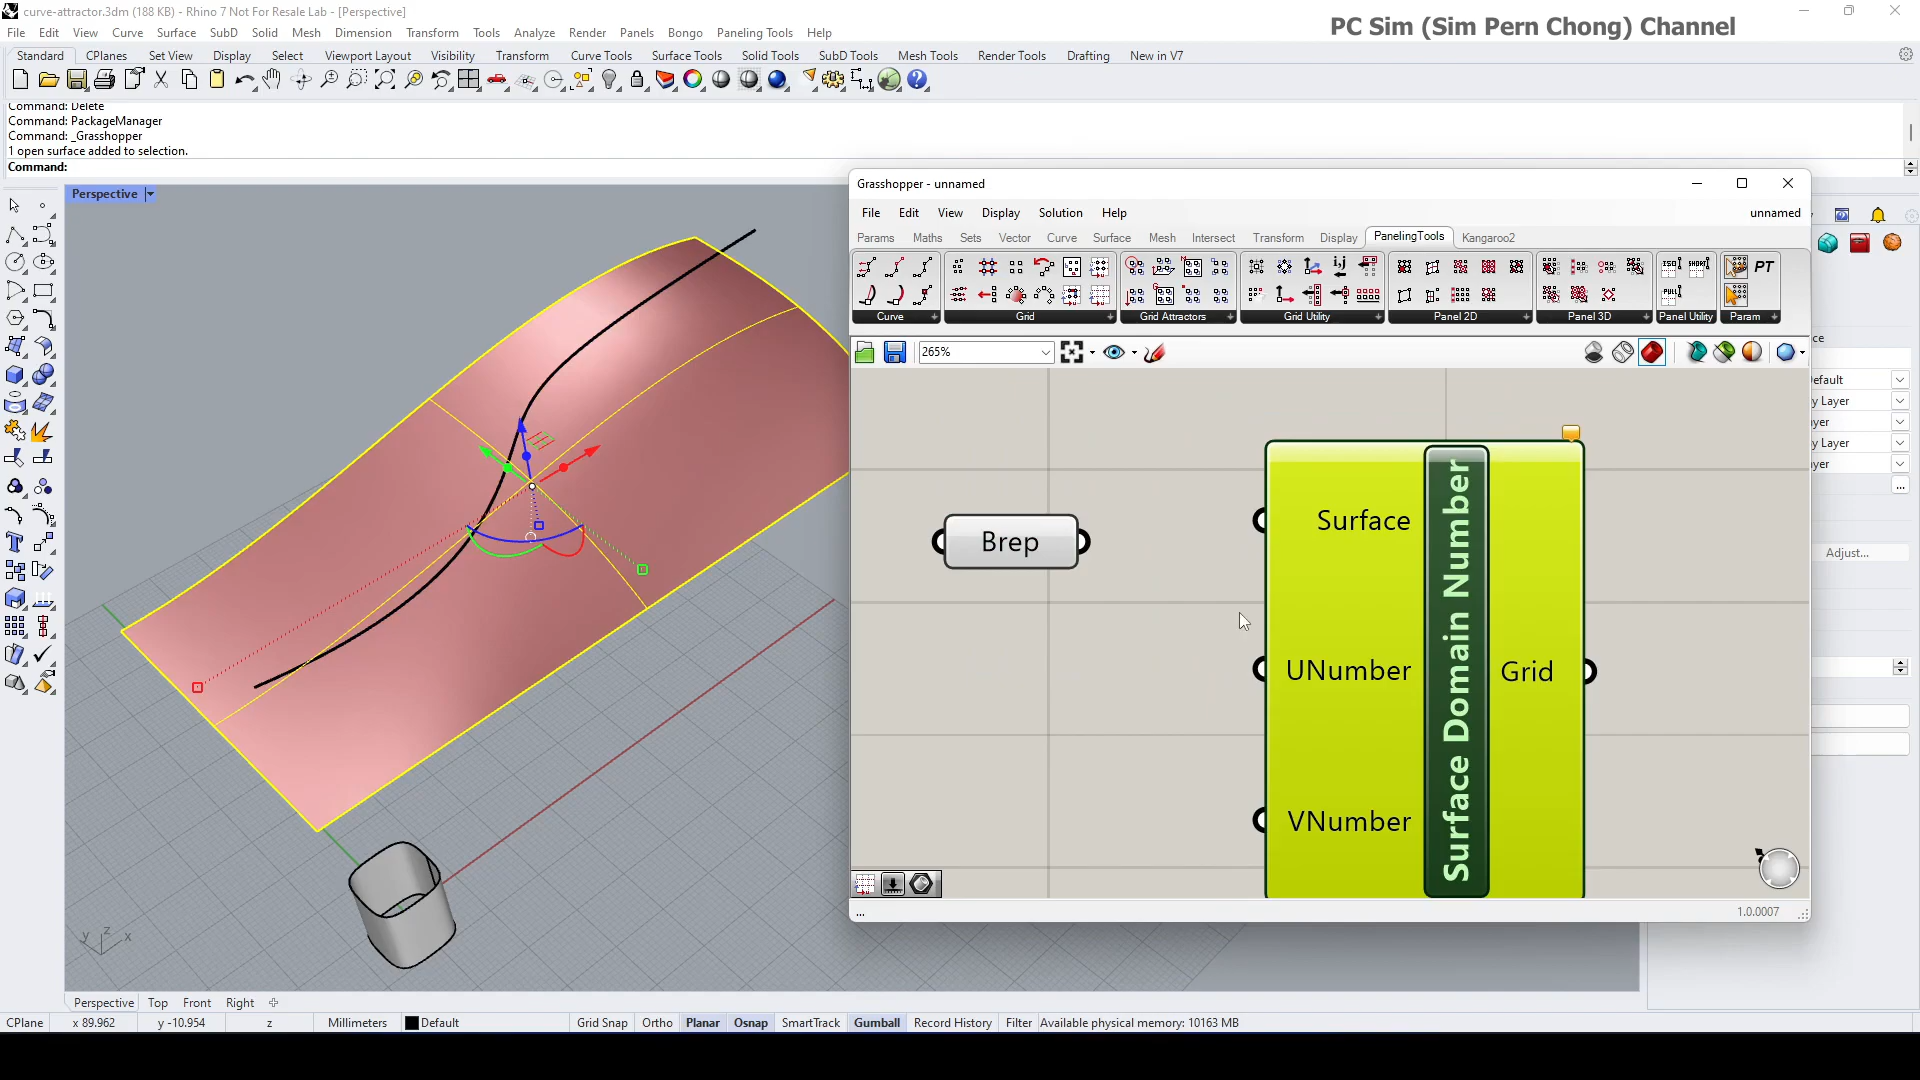 curve-attractor.3dm (188 KB) - Rhino 7 Not For Resale Lab - [Perspective]
PC Sim (Sim Pern Chong) Channel
File Edit View Curve Surface SubD Solid Mesh Dimension Transform Tools Analyze Render Panels Bongo Paneling Tools Help
Standard CPlanes Set View Display Select Viewport Layout Visibility Transform Curve Tools Surface Tools Solid Tools SubD Tools Mesh Tools Render Tools Drafting New in V7
Command: Delete
Command: PackageManager
Command: _Grasshopper
1 open surface added to selection.
Command:
Perspective
Grasshopper - unnamed
File Edit View Display Solution Help unnamed
Params Maths Sets Vector Curve Surface Mesh Intersect Transform Display PanelingTools Kangaroo2
PT
Curve Grid Grid Attractors Grid Utility Panel 2D Panel 3D Panel Utility Param
265%
Brep
Surface
UNumber
VNumber
Surface Domain Number
Grid
...
1.0.0007
ce
efault
y Layer
ayer
y Layer
ayer
...
Adjust...
y z x
Perspective Top Front Right
CPlane x 89.962 y -10.954 z Millimeters Default Grid Snap Ortho Planar Osnap SmartTrack Gumball Record History Filter Available physical memory: 10163 MB